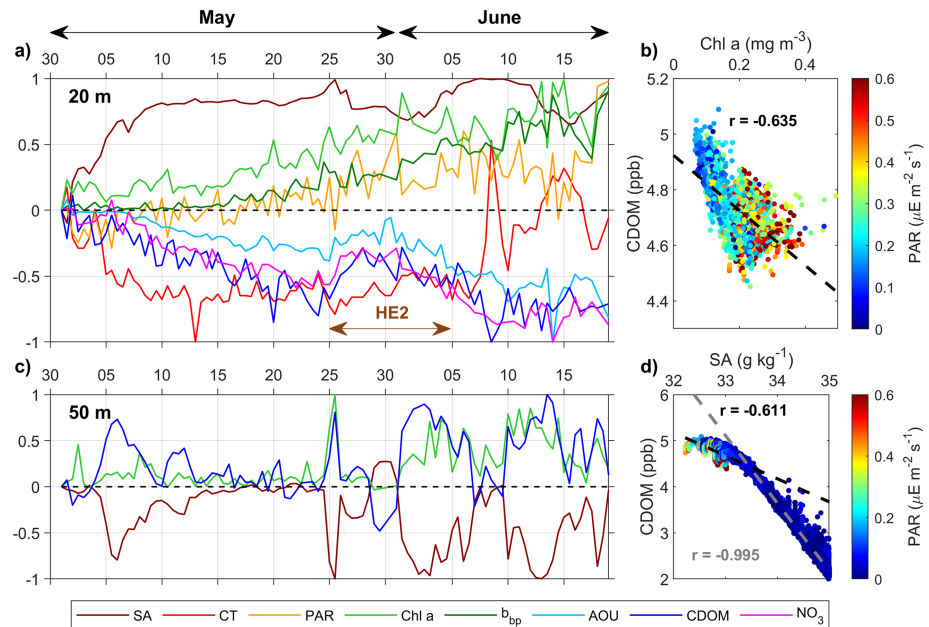 May June
a)
30 05 10 15 20 25 30 05 10 15
20 m
1
0.5
0
-0.5
-1
HE2
b) Chl a (mg m-3)
0 0.2 0.4
5.2
5
4.8
4.6
4.4
CDOM (ppb)
r = -0.635
0.6
0.5
0.4
0.3
0.2
0.1
0
PAR (μE m-2 s-1)
c)
30 05 10 15 20 25 30 05 10 15
50 m
1
0.5
0
-0.5
-1
d) SA (g kg-1)
32 33 34 35
6
5
4
3
2
CDOM (ppb)
r = -0.611
r = -0.995
0.6
0.4
0.2
0
PAR (μE m-2 s-1)
SA CT PAR Chl a bbp AOU CDOM NO3